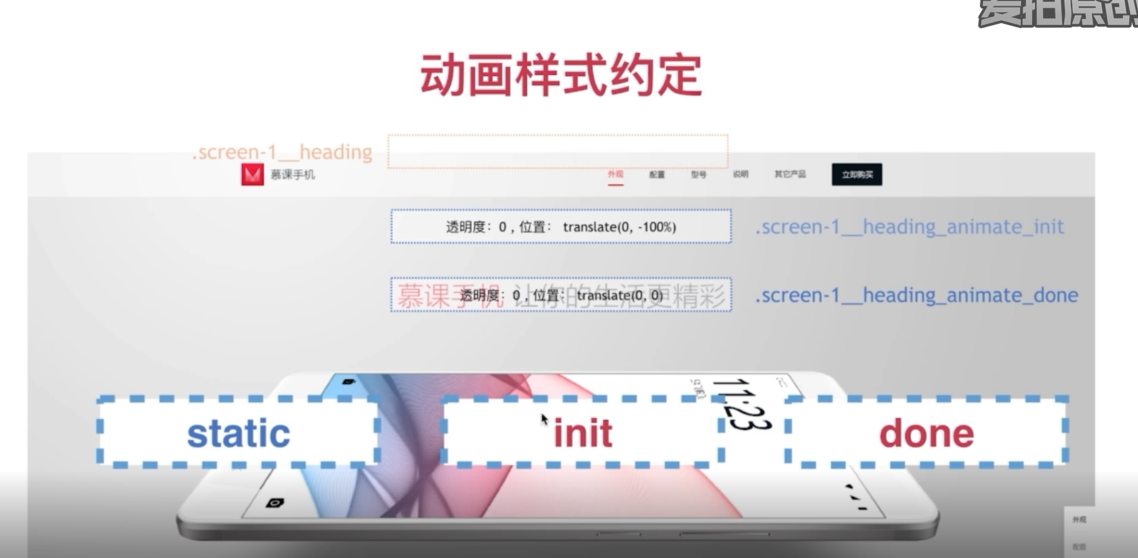 爱拍原创
动画样式约定
.screen-1__heading
慕课手机
外观 配置 型号 说明 其它产品 立即购买
透明度：0，位置： translate(0, -100%)
.screen-1__heading_animate_init
慕课手机 让你的生活更精彩
透明度：0，位置： translate(0, 0)
.screen-1__heading_animate_done
11:23
static
init
done
外观
配置